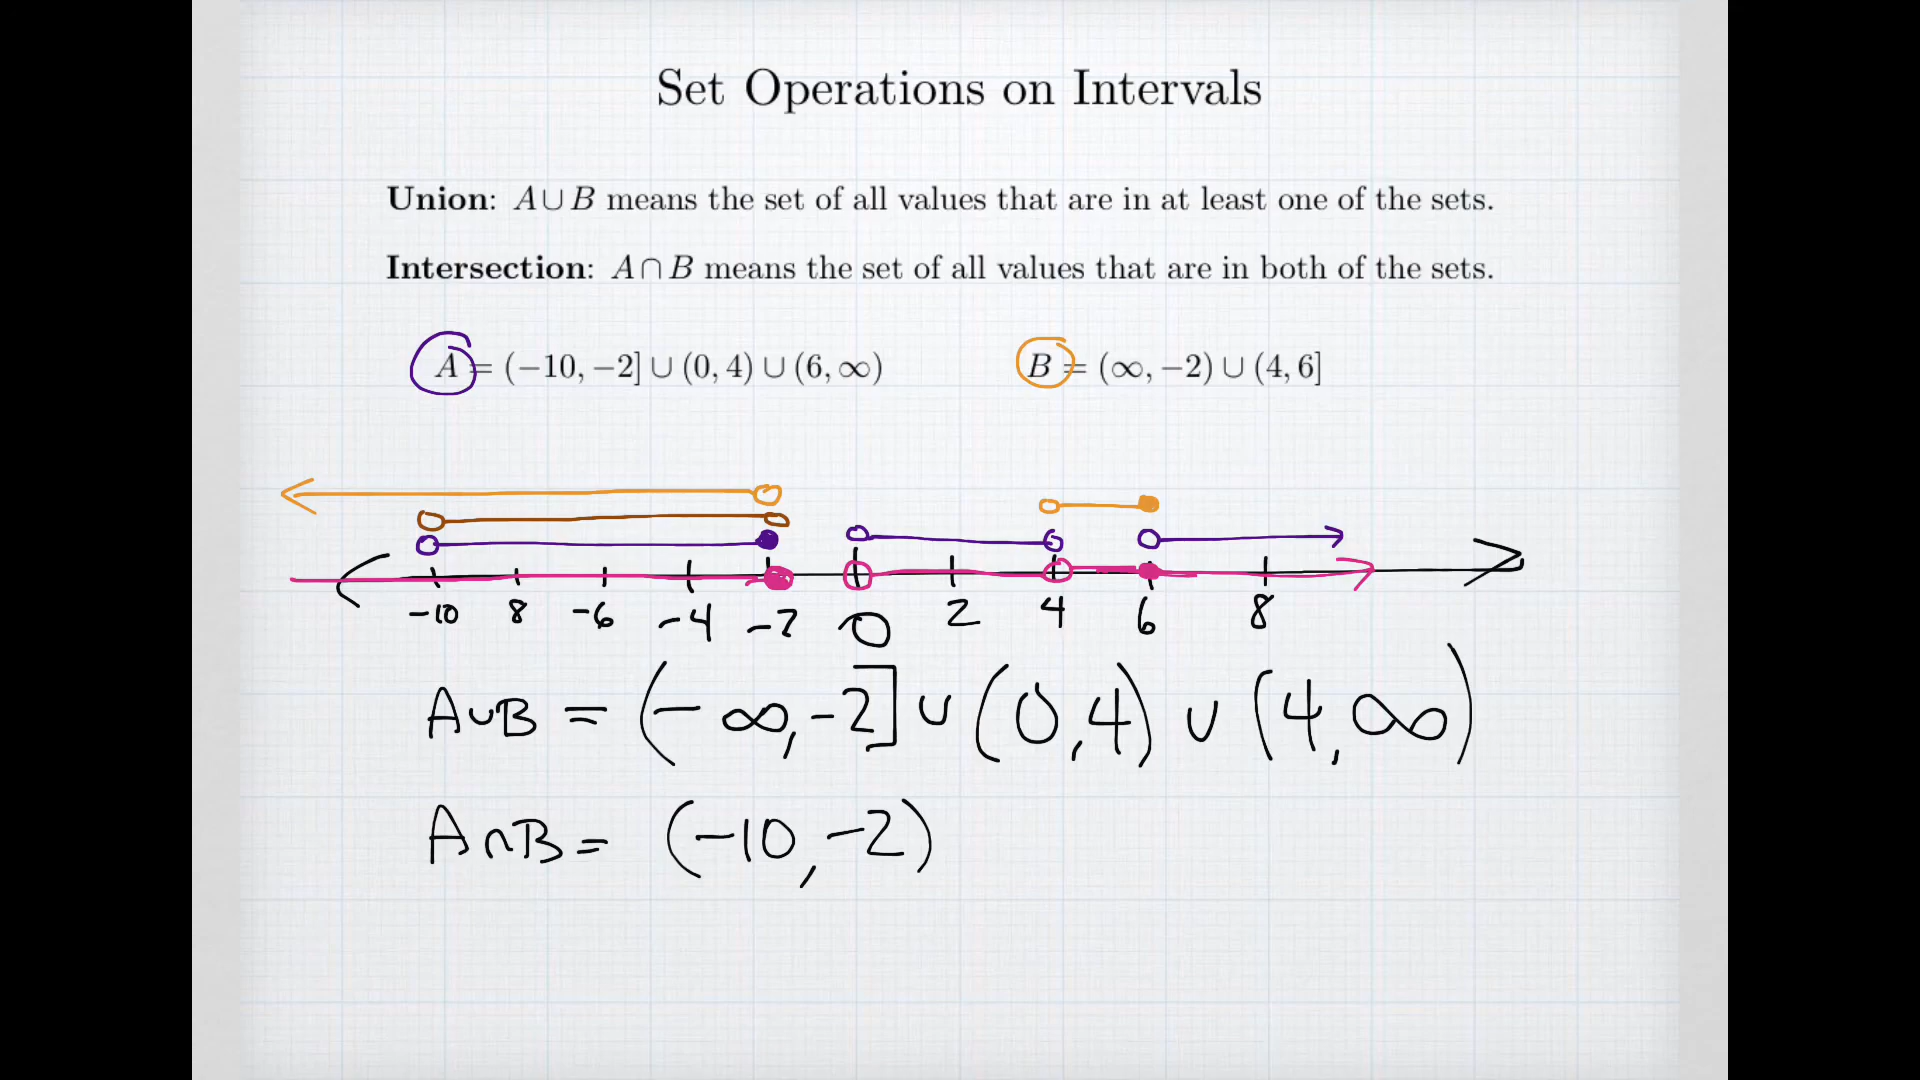 Set Operations on Intervals
Union: A ∪ B means the set of all values that are in at least one of the sets.
Intersection: A ∩ B means the set of all values that are in both of the sets.
A = (−10, −2] ∪ (0, 4) ∪ (6, ∞) B = (∞, −2) ∪ (4, 6]
-10 8 -6 -4 -2 0 2 4 6 8
A∪B = (-∞, -2] ∪ (0, 4) ∪ (4, ∞)
A∩B = (-10, -2)